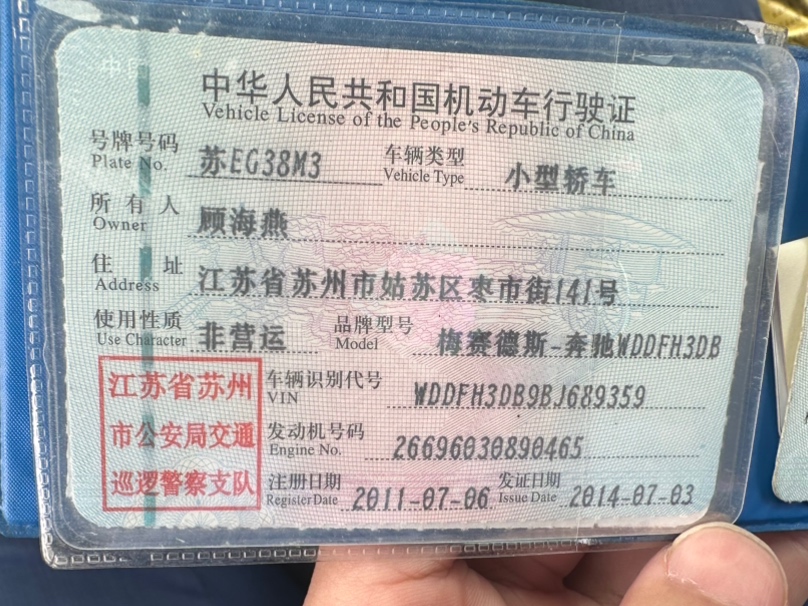 中华人民共和国机动车行驶证
Vehicle License of the People's Republic of China
号牌号码 苏EG38M3 车辆类型 小型轿车
Plate No. Vehicle Type
所有人 顾海燕
Owner
住址 江苏省苏州市姑苏区枣市街141号
Address
使用性质 非营运 品牌型号 梅赛德斯-奔驰WDDFH3DB
Use Character Model
江苏省苏州
市公安局交通
巡逻警察支队
车辆识别代号 WDDFH3DB9BJ689359
VIN
发动机号码 26696030890465
Engine No.
注册日期 2011-07-06 发证日期 2014-07-03
Register Date Issue Date